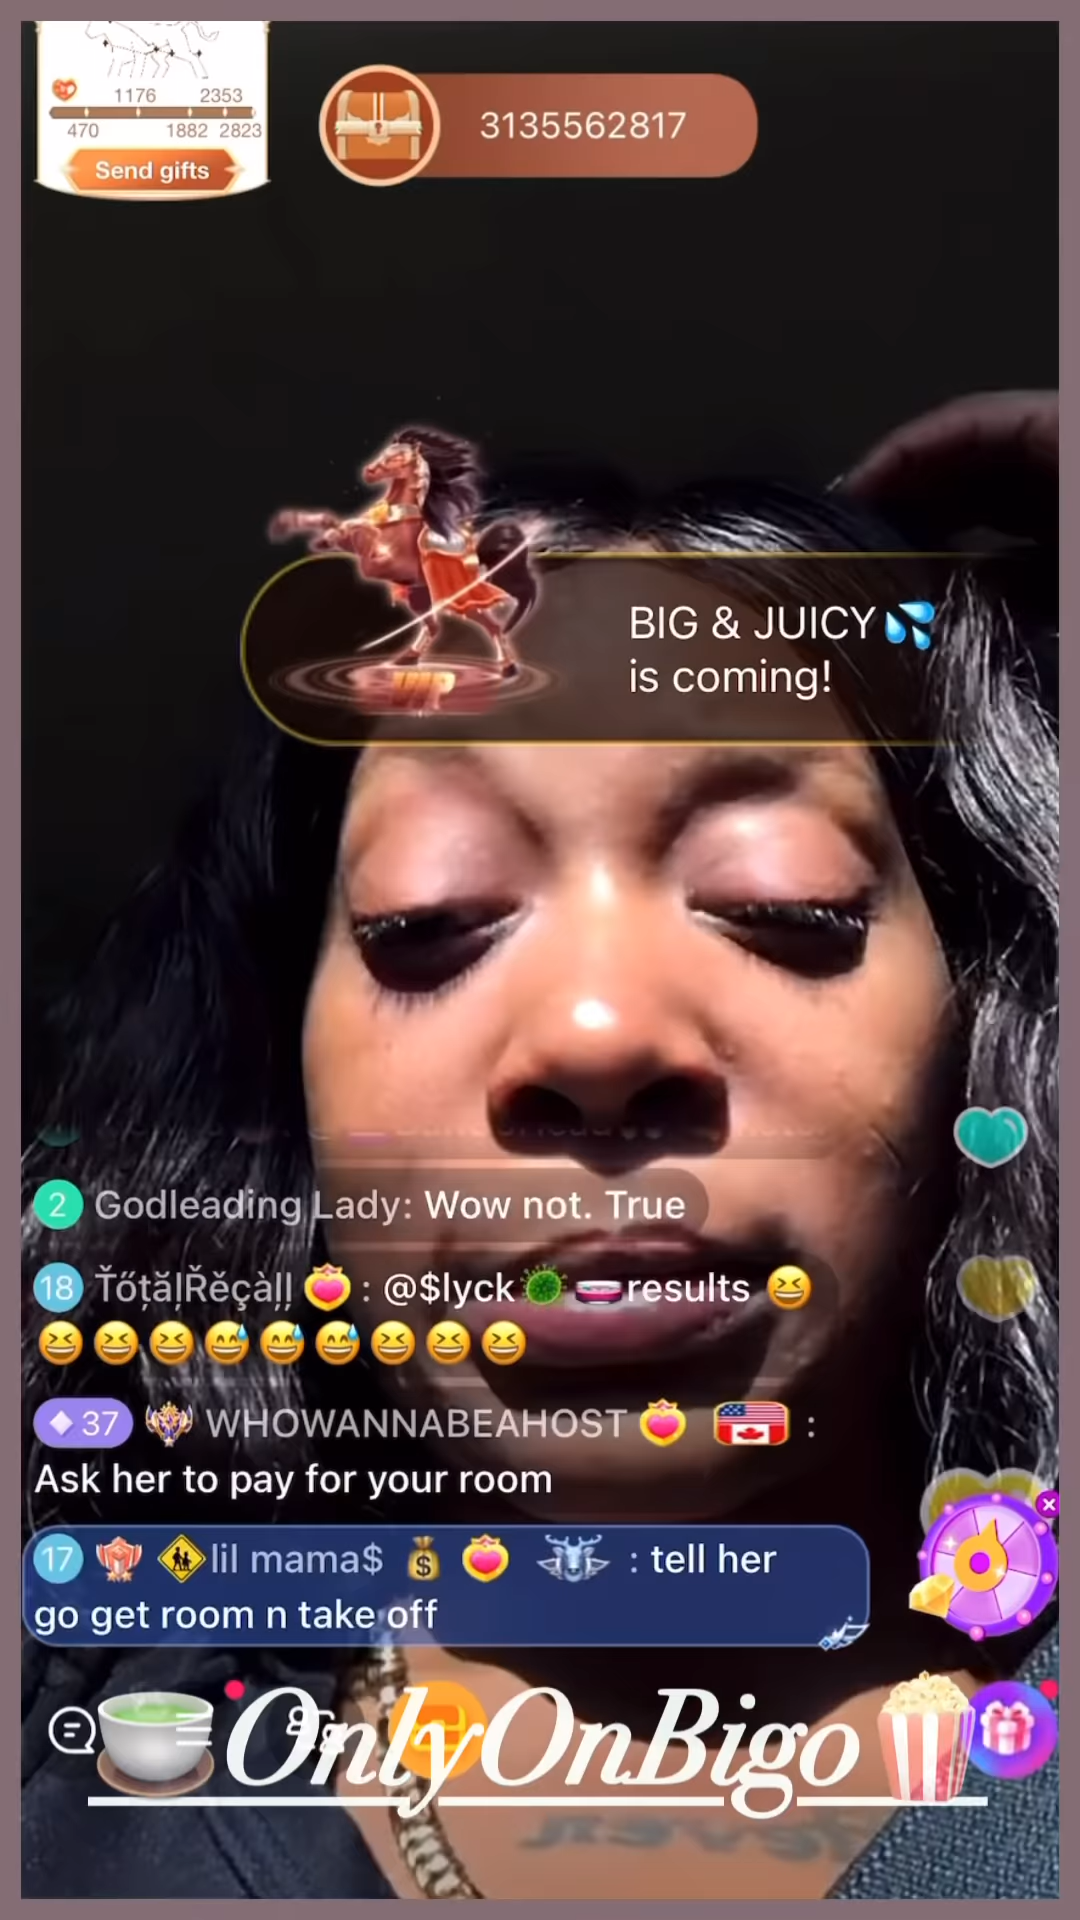 1176 2353
470 1882 2823
Send gifts
3135562817
BIG & JUICY💦
is coming!
2 Godleading Lady: Wow not. True
18 ŤőțăļŘěçàļļ 💗 : @$lyck🦠🧫results 😆
😆😆😆😅😅😅😆😆😆
37 WHOWANNABEAHOST 💗 :
Ask her to pay for your room
17 🚸lil mama$ 💰 💗 : tell her
go get room n take off
🍵OnlyOnBigo🍿